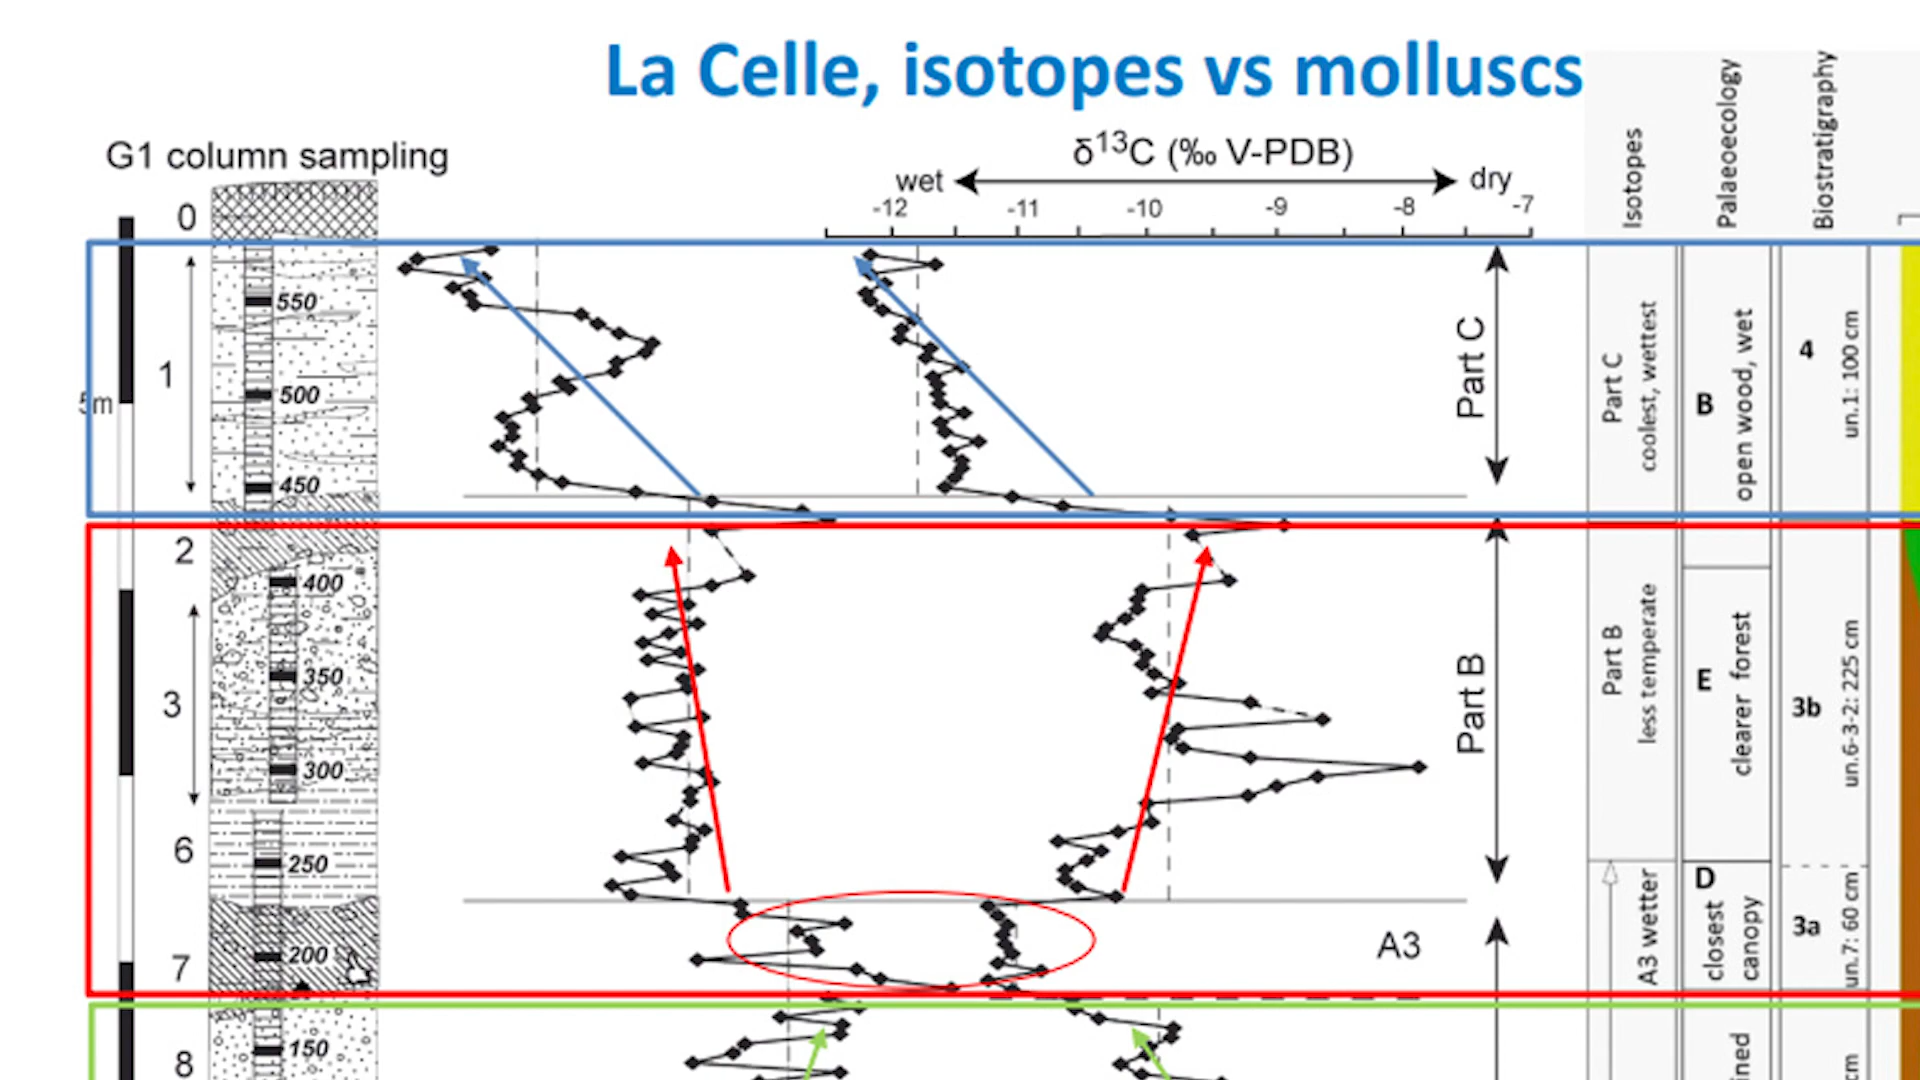 La Celle, isotopes vs molluscs
G1 column sampling
δ13C (‰ V-PDB)
wet
dry
-12
-11
-10
-9
-8
-7
Isotopes
Palaeoecology
Biostratigraphy
0
1
5m
2
3
6
7
8
550
500
450
400
350
300
250
200
150
Part C
Part B
A3
Part C
coolest, wettest
B
open wood, wet
4
un.1: 100 cm
Part B
less temperate
E
clearer forest
3b
un.6-3-2: 225 cm
A3 wetter
D
closest
canopy
3a
un.7: 60 cm
ined
cm